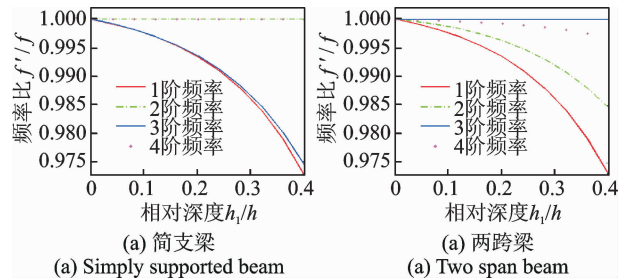 1.000
0.995
0.990
0.985
0.980
0.975
频率比 f′/f
1阶频率
2阶频率
3阶频率
4阶频率
0 0.1 0.2 0.3 0.4
相对深度h₁/h
(a) 简支梁
(a) Simply supported beam
1.000
0.995
0.990
0.985
0.980
0.975
频率比 f′/f
1阶频率
2阶频率
3阶频率
4阶频率
0 0.1 0.2 0.3 0.4
相对深度h₁/h
(a) 两跨梁
(a) Two span beam